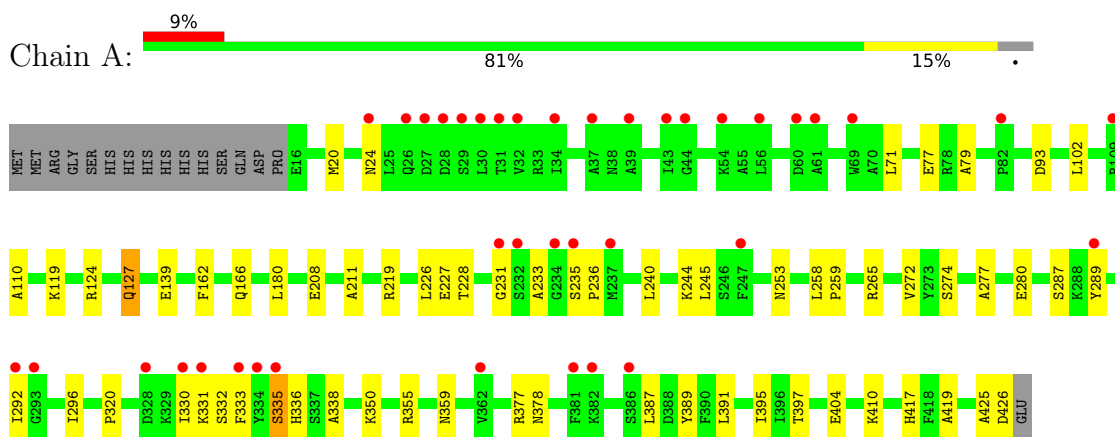 9%
Chain A:
81% 15% •
MET MET ARG GLY SER HIS HIS HIS HIS HIS HIS SER GLN ASP PRO E16 M20 N24 L25 Q26 D27 D28 S29 L30 T31 V32 R33 I34 A37 N38 A39 I43 G44 K54 A55 L56 D60 A61 W69 A70 L71 E77 R78 A79 P82 D93 L102 R109
A110 K119 R124 Q127 E139 F162 Q166 L180 E208 A211 R219 L226 E227 T228 G231 S232 A233 G234 S235 P236 M237 L240 K244 L245 S246 F247 N253 L258 P259 R265 V272 Y273 S274 A277 E280 S287 K288 Y289
I292 G293 I296 P320 D328 K329 I330 K331 S332 F333 Y334 S335 H336 S337 A338 K350 R355 N359 V362 R377 N378 F381 K382 S386 L387 D388 Y389 F390 L391 I395 I396 T397 E404 K410 H417 F418 A419 A425 D426 GLU